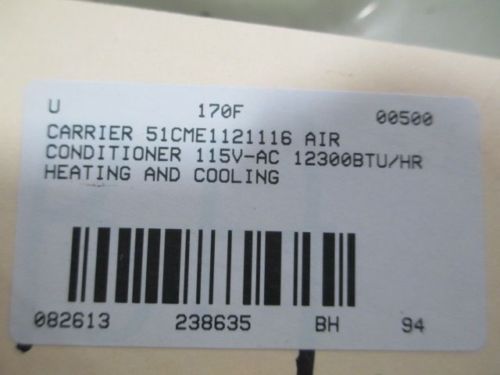 U 170F 00500
CARRIER 51CME1121116 AIR
CONDITIONER 115V-AC 12300BTU/HR
HEATING AND COOLING
082613 238635 BH 94